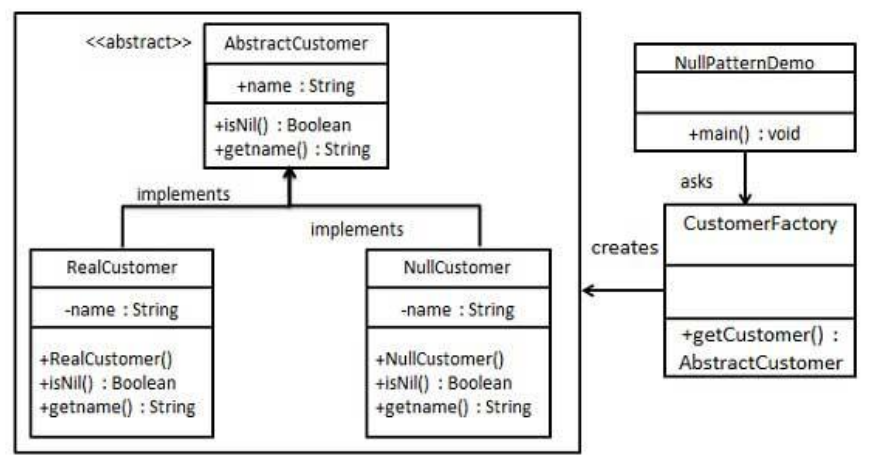 <<abstract>>
AbstractCustomer
+name : String
+isNil() : Boolean
+getname() : String
implements
implements
RealCustomer
-name : String
+RealCustomer()
+isNil() : Boolean
+getname() : String
NullCustomer
-name : String
+NullCustomer()
+isNil() : Boolean
+getname() : String
NullPatternDemo
+main() : void
asks
CustomerFactory
creates
+getCustomer() :
AbstractCustomer